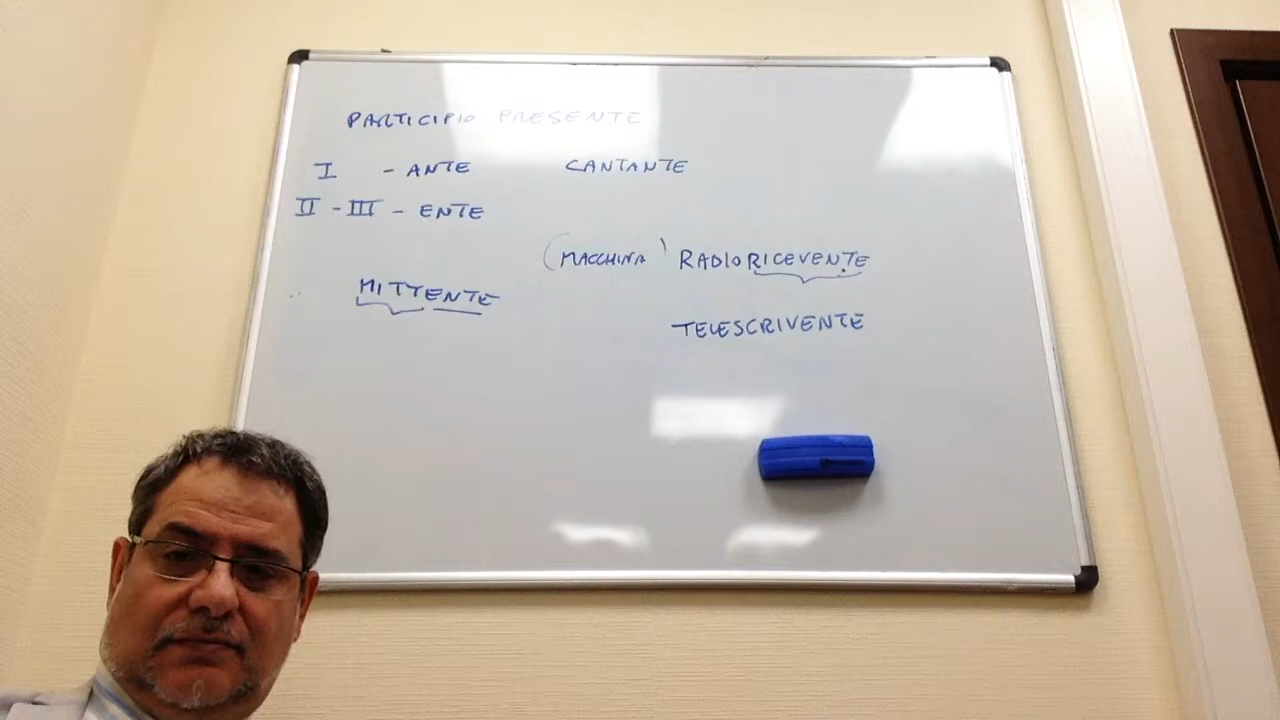 PARTICIPIO PRESENTE
I - ANTE CANTANTE
II - III - ENTE
(MACCHINA) RADIORICEVENTE
MITTENTE
TELESCRIVENTE